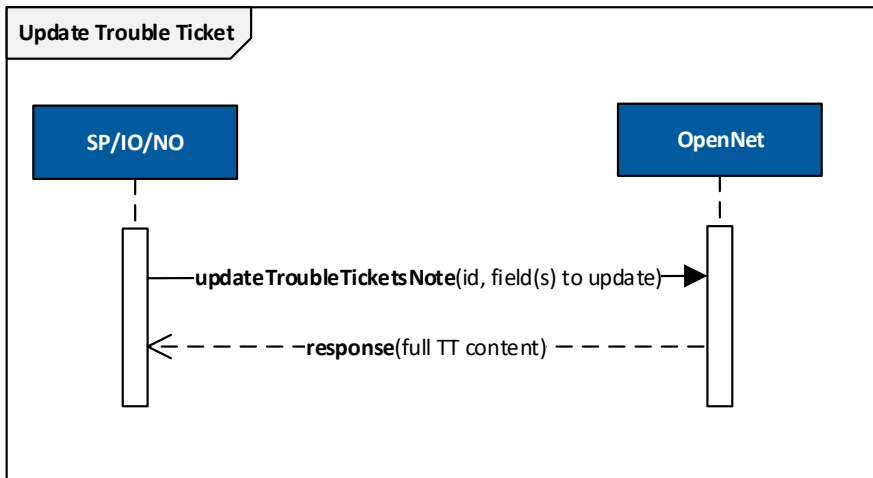 Update Trouble Ticket
SP/IO/NO
OpenNet
updateTroubleTicketsNote(id, field(s) to update)
response(full TT content)